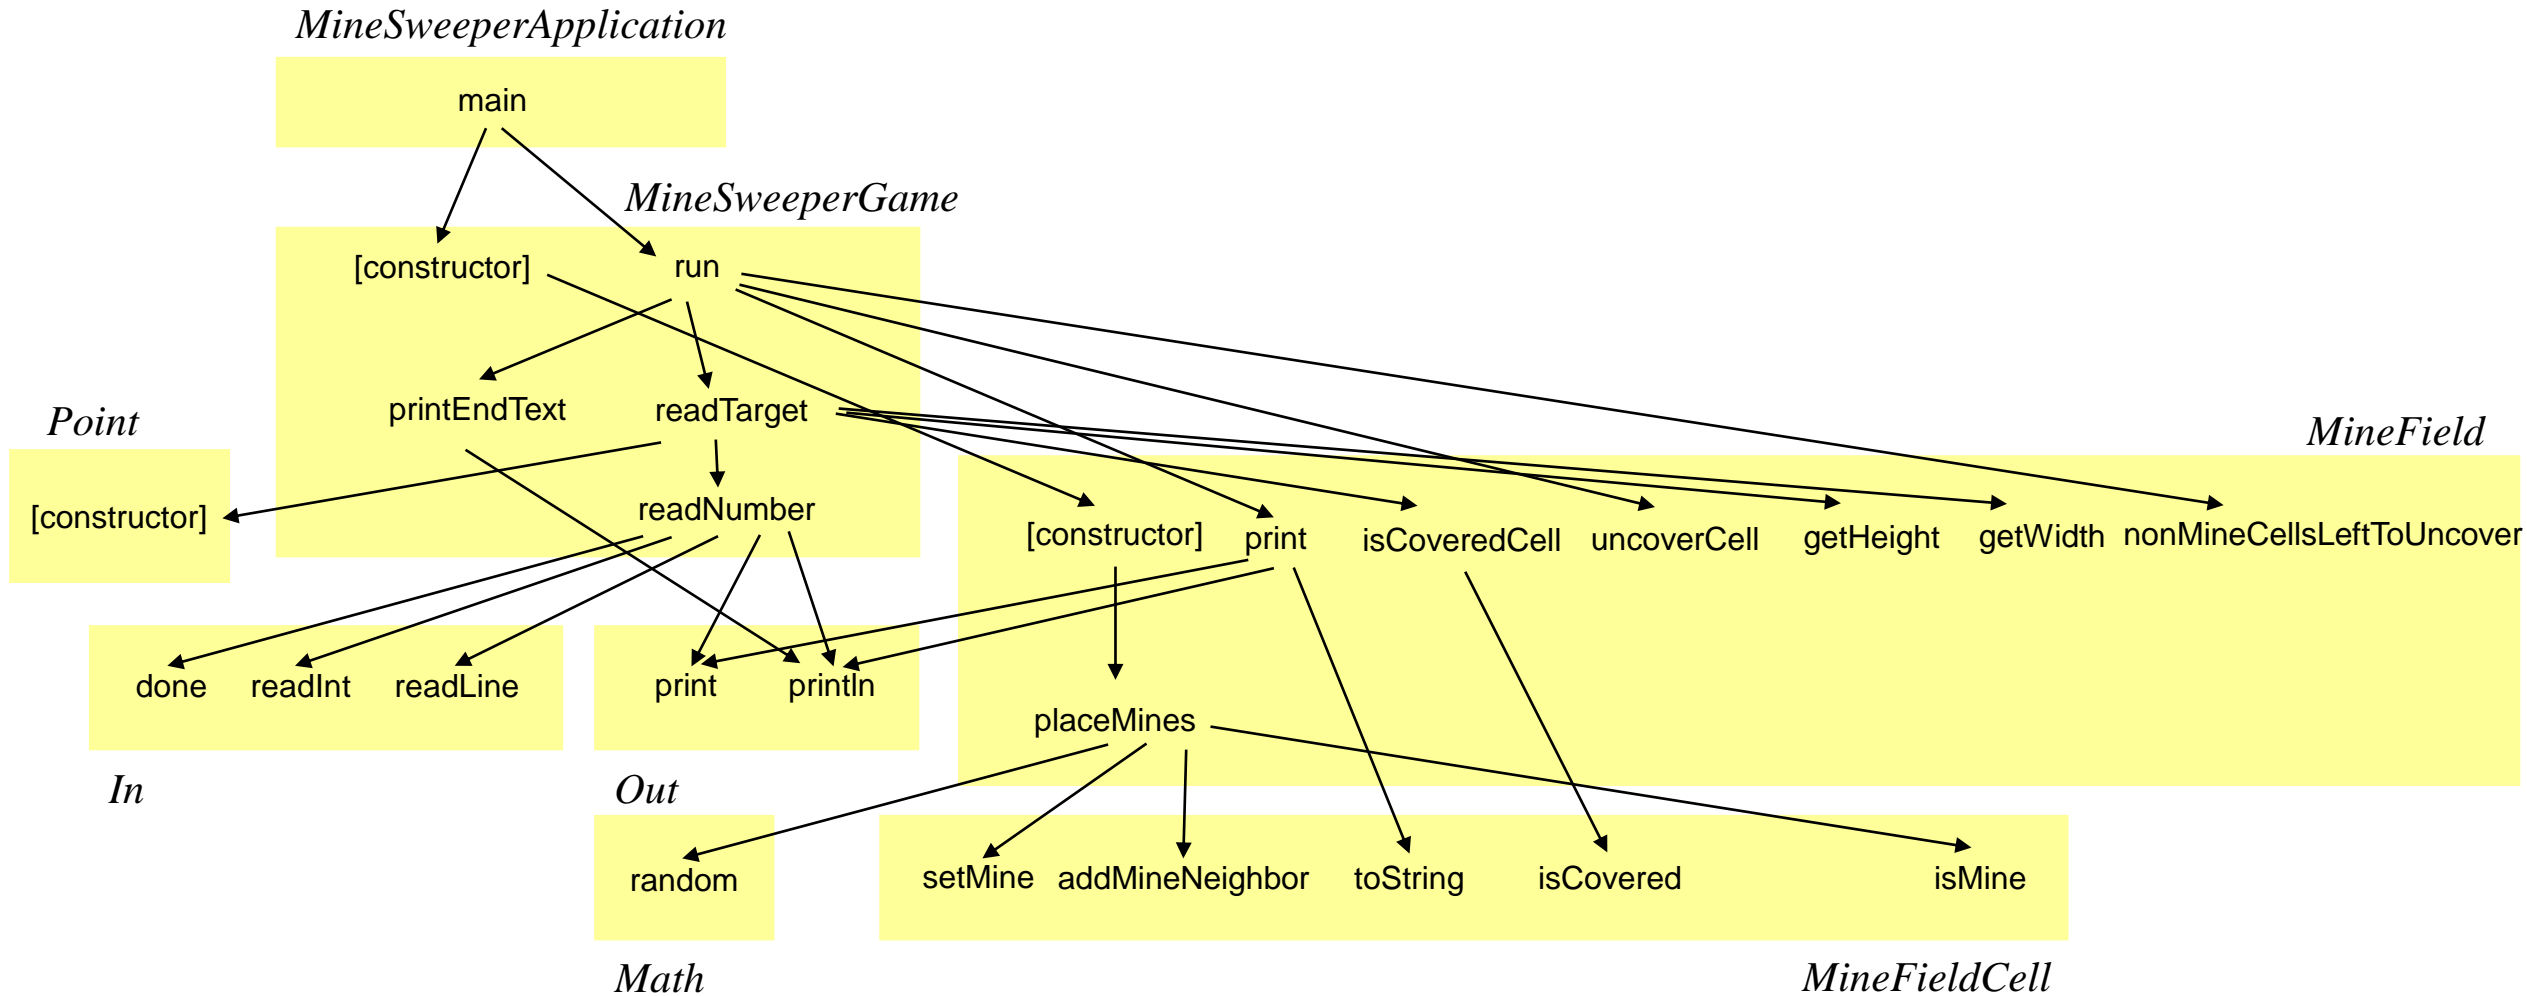 MineSweeperApplication
main
MineSweeperGame
[constructor]
run
printEndText
readTarget
readNumber
Point
[constructor]
MineField
[constructor]
print
isCoveredCell
uncoverCell
getHeight
getWidth
nonMineCellsLeftToUncover
placeMines
done
readInt
readLine
In
print
println
Out
random
Math
setMine
addMineNeighbor
toString
isCovered
isMine
MineFieldCell